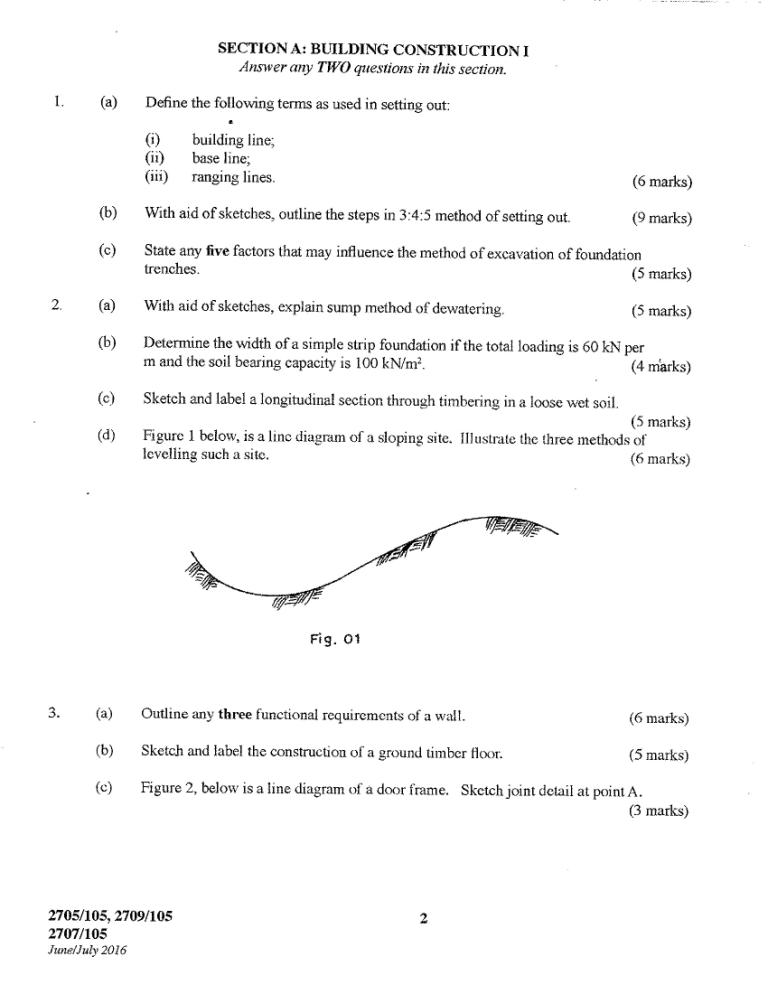 SECTION A: BUILDING CONSTRUCTION I
Answer any TWO questions in this section.
1. (a) Define the following terms as used in setting out:
(i) building line;
(ii) base line;
(iii) ranging lines. (6 marks)
(b) With aid of sketches, outline the steps in 3:4:5 method of setting out. (9 marks)
(c) State any five factors that may influence the method of excavation of foundation
trenches. (5 marks)
2. (a) With aid of sketches, explain sump method of dewatering. (5 marks)
(b) Determine the width of a simple strip foundation if the total loading is 60 kN per
m and the soil bearing capacity is 100 kN/m². (4 marks)
(c) Sketch and label a longitudinal section through timbering in a loose wet soil.
(5 marks)
(d) Figure 1 below, is a line diagram of a sloping site. Illustrate the three methods of
levelling such a site. (6 marks)
Fig. 01
3. (a) Outline any three functional requirements of a wall. (6 marks)
(b) Sketch and label the construction of a ground timber floor. (5 marks)
(c) Figure 2, below is a line diagram of a door frame. Sketch joint detail at point A.
(3 marks)
2705/105, 2709/105
2707/105
June/July 2016
2